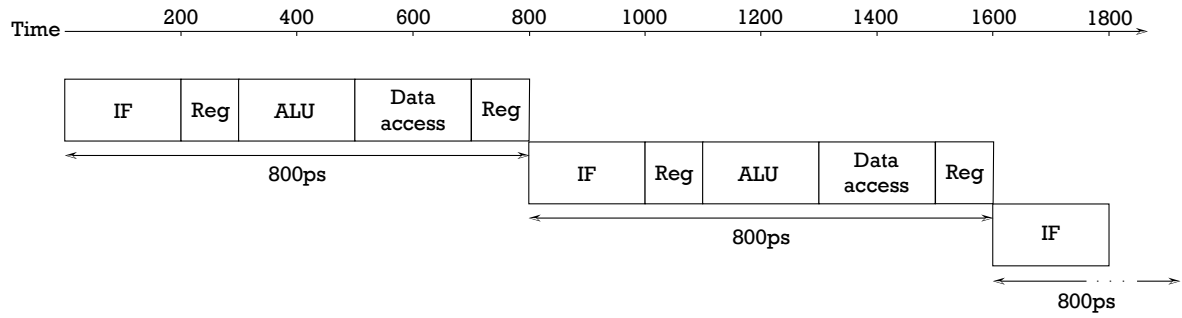 200 400 600 800 1000 1200 1400 1600 1800
Time
IF Reg ALU Data access Reg
800ps
IF Reg ALU Data access Reg
800ps
IF
. . .
800ps